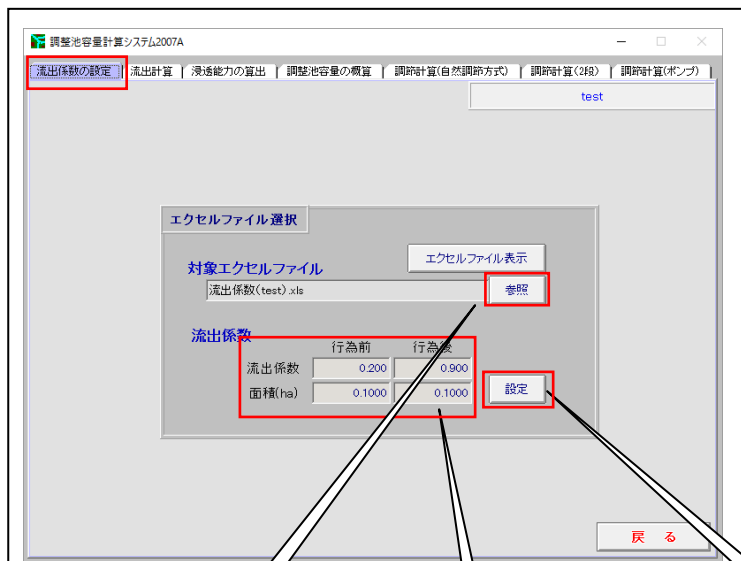 調整池容量計算システム2007A
流出係数の設定 流出計算 浸透能力の算出 調整池容量の概算 調節計算(自然調節方式) 調節計算(2段) 調節計算(ポンプ)
test
エクセルファイル選択
エクセルファイル表示
対象エクセルファイル
流出係数(test).xls 参照
流出係数
行為前 行為後
流出係数 0.200 0.900
面積(ha) 0.1000 0.1000
設定
戻 る